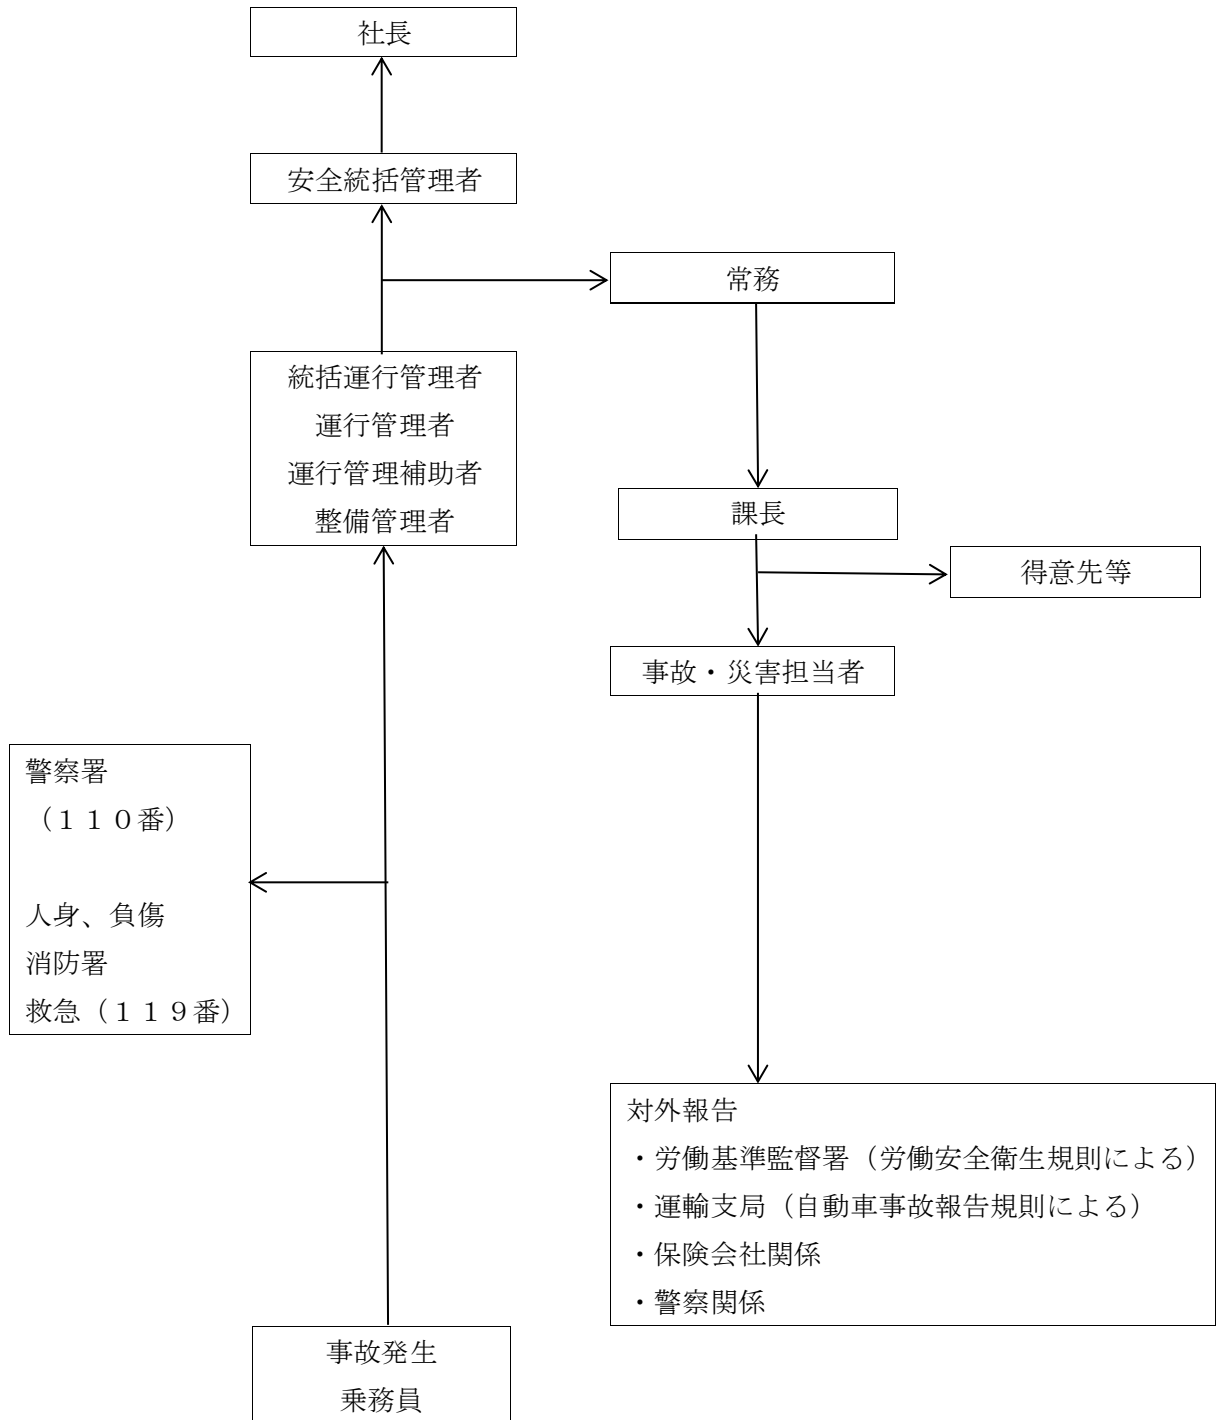 社長
安全統括管理者
常務
統括運行管理者
運行管理者
運行管理補助者
整備管理者
課長
得意先等
事故・災害担当者
警察署
（１１０番）
人身、負傷
消防署
救急（１１９番）
対外報告
・労働基準監督署（労働安全衛生規則による）
・運輸支局（自動車事故報告規則による）
・保険会社関係
・警察関係
事故発生
乗務員